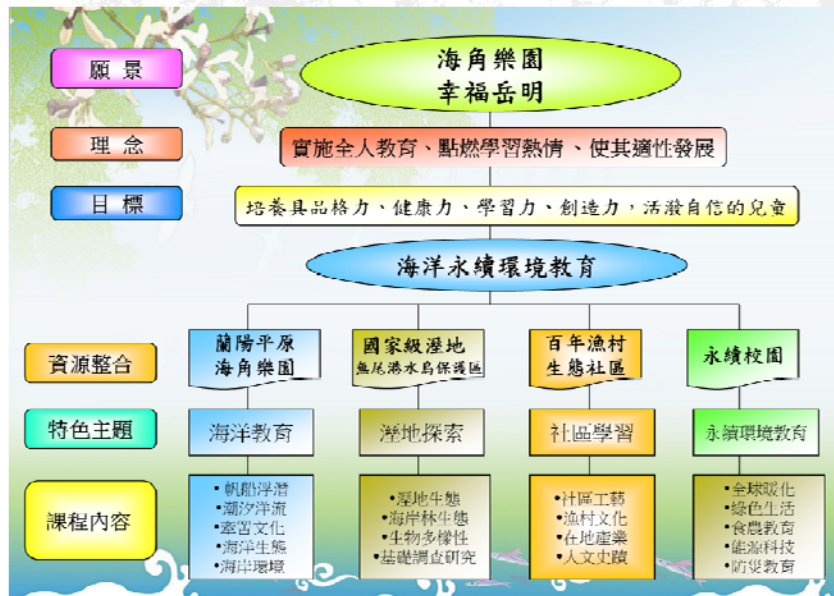 願 景
海角樂園
幸福岳明
理 念
實施全人教育、點燃學習熱情、使其適性發展
目 標
培養具品格力、健康力、學習力、創造力,活潑自信的兒童
海洋永續環境教育
資源整合
蘭陽平原
海角樂園
國家級溼地
無尾港水鳥保護區
百年漁村
生態社區
永續校園
特色主題
海洋教育
溼地探索
社區學習
永續環境教育
課程內容
•帆船浮潛
•潮汐洋流
•牽罟文化
•海洋生態
•海岸環境
•溼地生態
•海岸林生態
•生物多樣性
•基礎調查研究
•社區工藝
•漁村文化
•在地產業
•人文史蹟
•全球暖化
•綠色生活
•食農教育
•能源科技
•防災教育